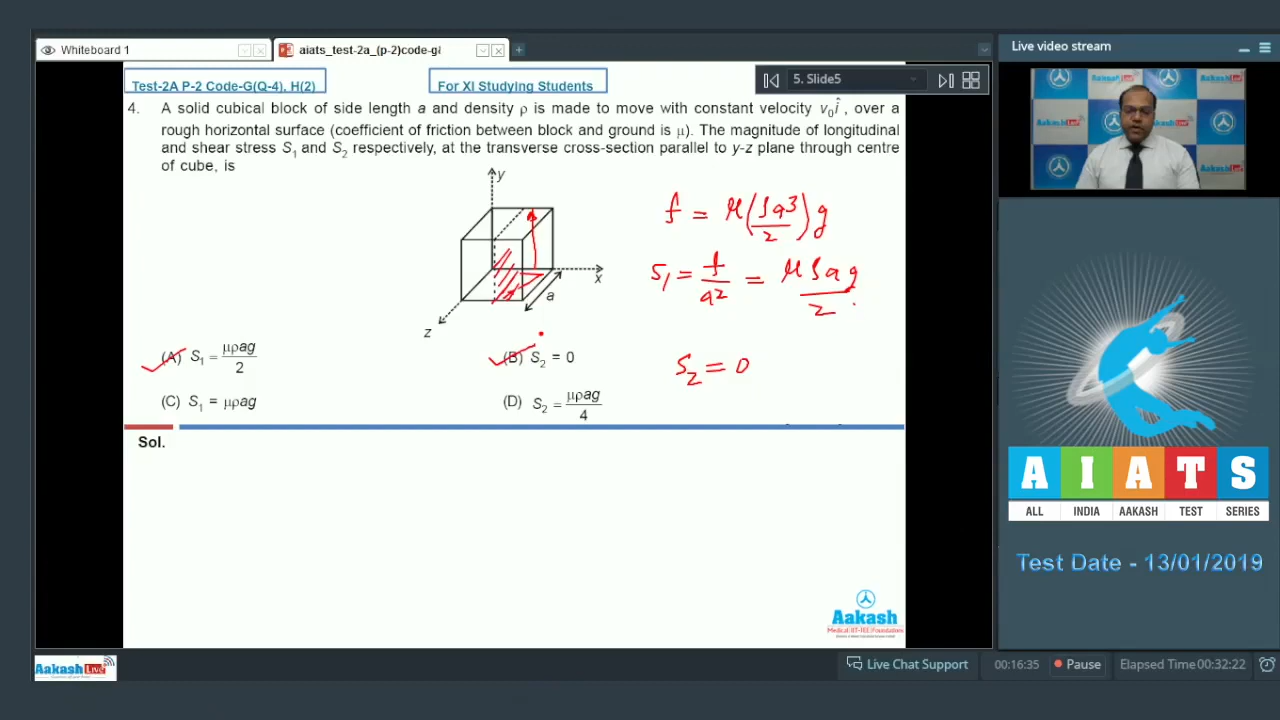 Whiteboard 1
aiats_test-2a_(p-2)code-g&
Live video stream
Test-2A P-2 Code-G(Q-4), H(2)
For XI Studying Students
5. Slide5
4. A solid cubical block of side length a and density ρ is made to move with constant velocity v₀î , over a
rough horizontal surface (coefficient of friction between block and ground is μ). The magnitude of longitudinal
and shear stress S₁ and S₂ respectively, at the transverse cross-section parallel to y-z plane through centre
of cube, is
y
x
z
a
f = μ(ρa³/2)g
S₁ = f/a² = μρag/2
S₂ = 0
(A) S₁ = μρag/2
(B) S₂ = 0
(C) S₁ = μρag
(D) S₂ = μρag/4
Sol.
Aakash
Medical|IIT-JEE|Foundations
AIATS
ALL INDIA AAKASH TEST SERIES
Test Date - 13/01/2019
Aakash Live
Live Chat Support
00:16:35
Pause
Elapsed Time 00:32:22